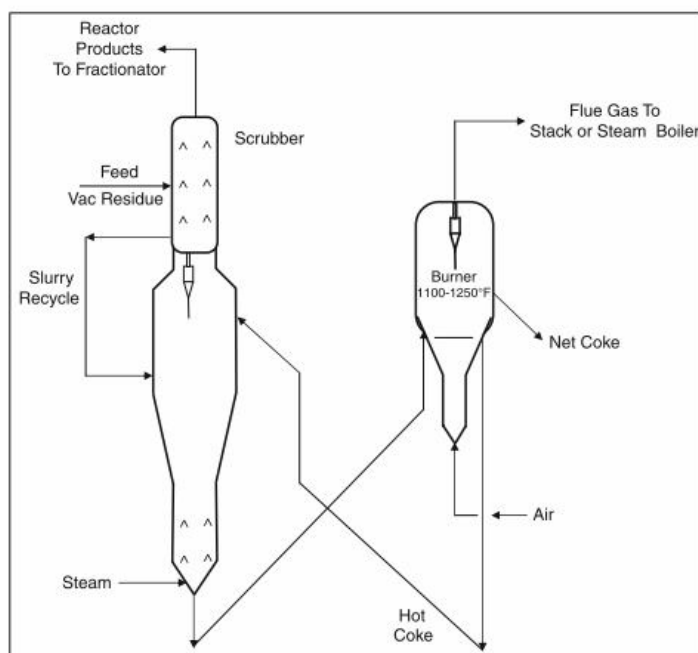 Reactor
Products
To Fractionator
Scrubber
Flue Gas To
Stack or Steam Boiler
Feed
Vac Residue
Slurry
Recycle
Burner
1100-1250°F
Net Coke
Air
Steam
Hot
Coke